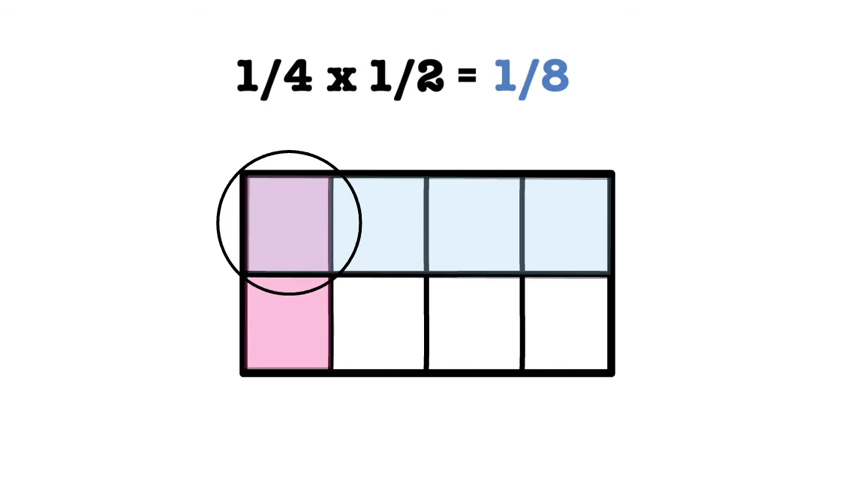 1/4 x 1/2 = 1/8